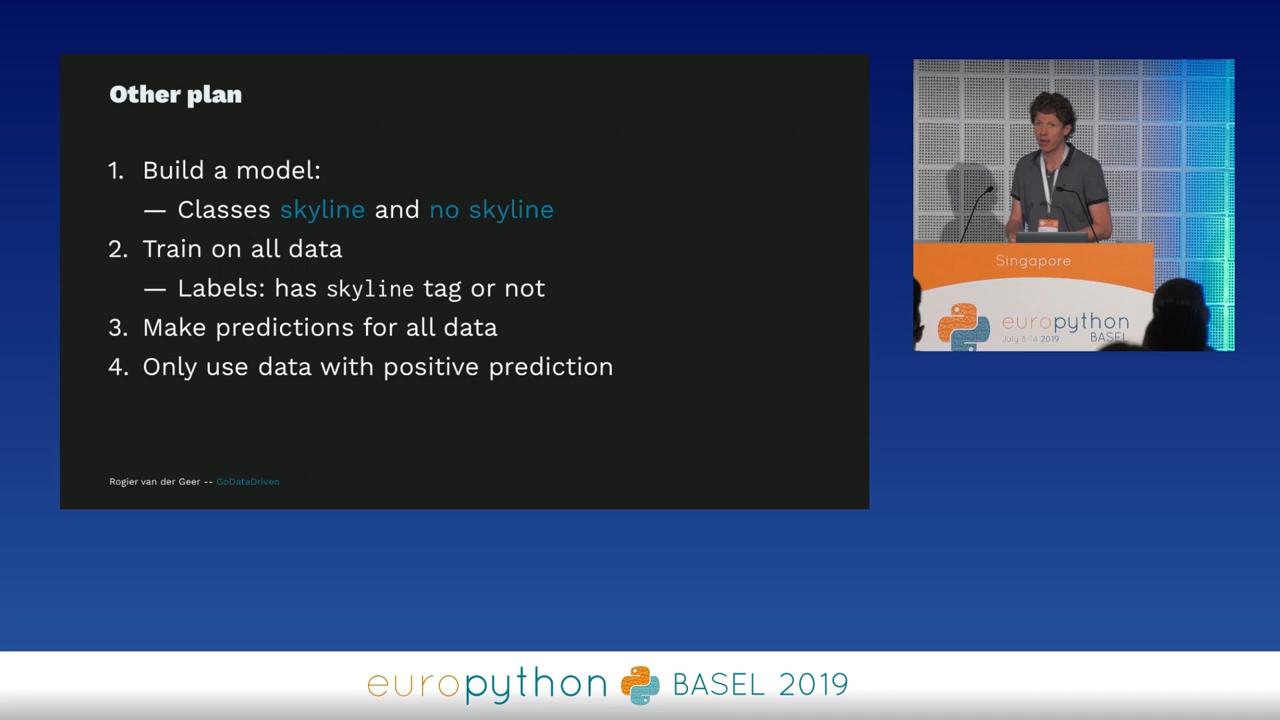 Other plan
1. Build a model:
— Classes skyline and no skyline
2. Train on all data
— Labels: has skyline tag or not
3. Make predictions for all data
4. Only use data with positive prediction
Rogier van der Geer -- GoDataDriven
Singapore
europython
July 8-14 2019 BASEL
europython BASEL 2019